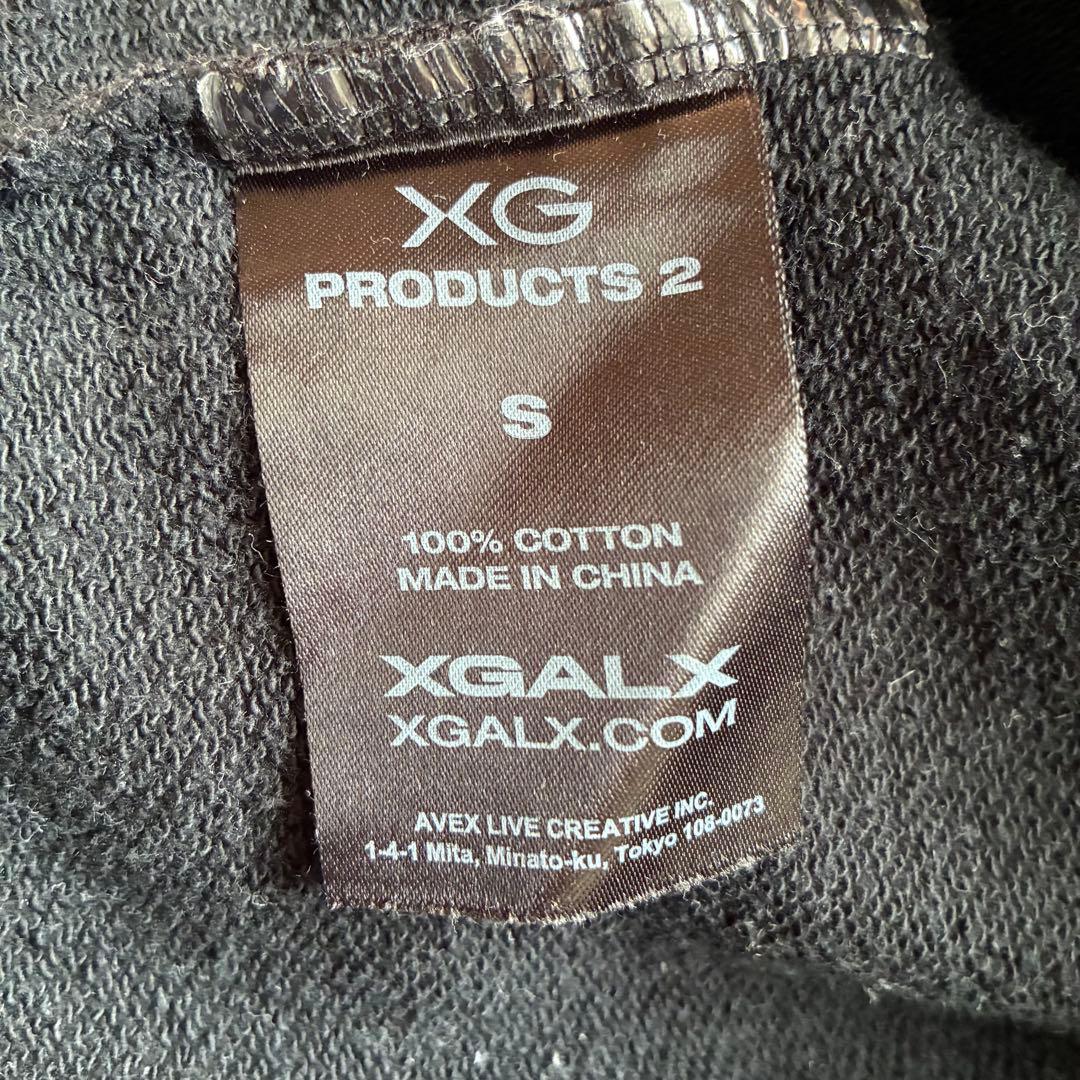 XG
PRODUCTS 2
S
100% COTTON
MADE IN CHINA
XGALX
XGALX.COM
AVEX LIVE CREATIVE INC.
1-4-1 Mita, Minato-ku, Tokyo 108-0073